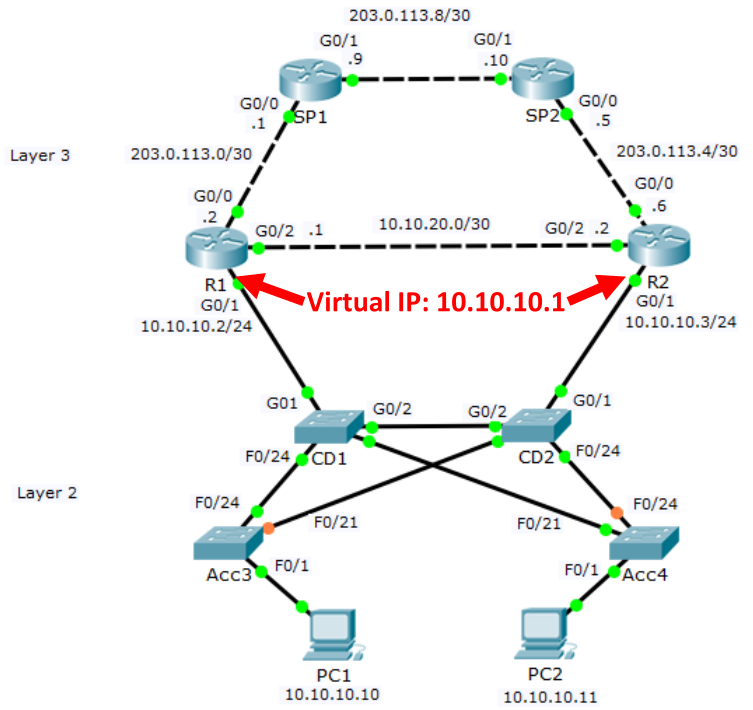 203.0.113.8/30
G0/1
.9
G0/1
.10
SP1
SP2
G0/0
.1
G0/0
.5
Layer 3
203.0.113.0/30
203.0.113.4/30
G0/0
.2
G0/0
.6
G0/2 .1
10.10.20.0/30
G0/2 .2
R1
R2
G0/1
10.10.10.2/24
Virtual IP: 10.10.10.1
G0/1
10.10.10.3/24
G01
G0/2
G0/2
G0/1
CD1
CD2
F0/24
F0/24
Layer 2
F0/24
F0/21
F0/21
F0/24
Acc3
Acc4
F0/1
F0/1
PC1
10.10.10.10
PC2
10.10.10.11